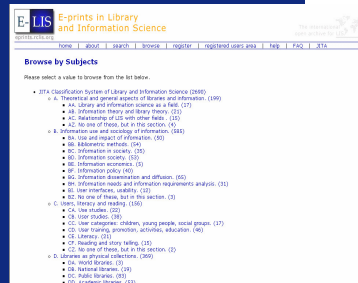 E-LIS
E-prints in Library
and Information Science
eprints.rclis.org
home | about | search | browse | register | registered users area | help | FAQ | JITA
Browse by Subjects
Please select a value to browse from the list below.
JITA Classification System of Library and Information Science (2690)
A. Theoretical and general aspects of libraries and information. (199)
AA. Library and information science as a field. (17)
AB. Information theory and library theory. (21)
AC. Relationship of LIS with other fields . (15)
AZ. No one of these, but in this section. (4)
B. Information use and sociology of information. (585)
BA. Use and impact of information. (50)
BB. Bibliometric methods. (54)
BC. Information in society. (35)
BD. Information society. (53)
BE. Information economics. (5)
BF. Information policy (40)
BG. Information dissemination and diffusion. (65)
BH. Information needs and information requirements analysis. (31)
BI. User interfaces, usability. (12)
BZ. No one of these, but in this section (3)
C. Users, literacy and reading. (150)
CA. Use studies. (22)
CB. User studies. (38)
CC. User categories: children, young people, social groups. (17)
CD. User training, promotion, activities, education. (46)
CE. Literacy. (21)
CF. Reading and story telling. (15)
CZ. No one of these, but in this section. (2)
D. Libraries as physical collections. (369)
DA. World libraries. (3)
DB. National libraries. (19)
DC. Public libraries. (83)
DD. Academic libraries.